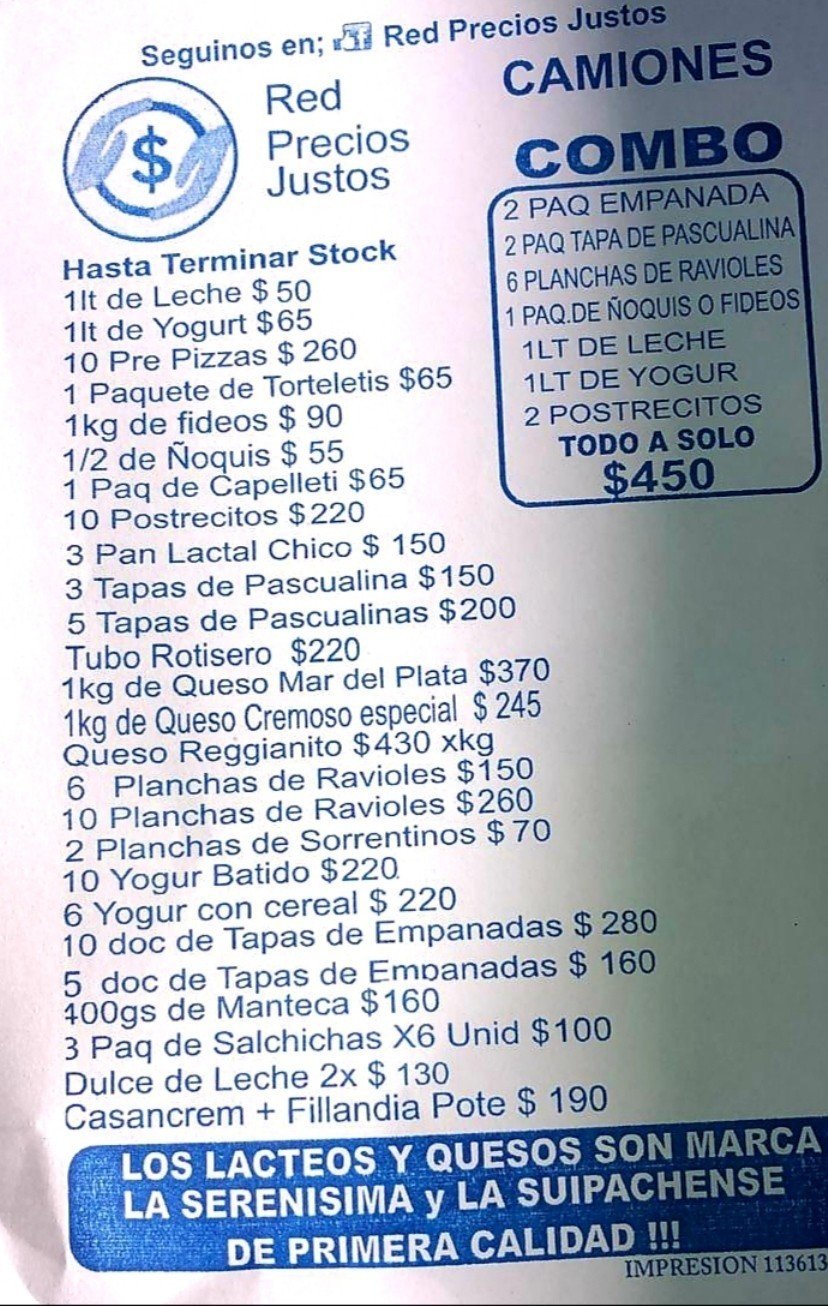 Seguinos en; f Red Precios Justos
Red
Precios
Justos
$
CAMIONES
COMBO
2 PAQ EMPANADA
2 PAQ TAPA DE PASCUALINA
6 PLANCHAS DE RAVIOLES
1 PAQ.DE ÑOQUIS O FIDEOS
1LT DE LECHE
1LT DE YOGUR
2 POSTRECITOS
TODO A SOLO
$450
Hasta Terminar Stock
1lt de Leche $ 50
1lt de Yogurt $65
10 Pre Pizzas $ 260
1 Paquete de Torteletis $65
1kg de fideos $ 90
1/2 de Ñoquis $ 55
1 Paq de Capelleti $65
10 Postrecitos $220
3 Pan Lactal Chico $ 150
3 Tapas de Pascualina $150
5 Tapas de Pascualinas $200
Tubo Rotisero $220
1kg de Queso Mar del Plata $370
1kg de Queso Cremoso especial $ 245
Queso Reggianito $430 xkg
6 Planchas de Ravioles $150
10 Planchas de Ravioles $260
2 Planchas de Sorrentinos $ 70
10 Yogur Batido $220
6 Yogur con cereal $ 220
10 doc de Tapas de Empanadas $ 280
5 doc de Tapas de Empanadas $ 160
400gs de Manteca $160
3 Paq de Salchichas X6 Unid $100
Dulce de Leche 2x $ 130
Casancrem + Fillandia Pote $ 190
LOS LACTEOS Y QUESOS SON MARCA
LA SERENISIMA y LA SUIPACHENSE
DE PRIMERA CALIDAD !!!
IMPRESION 113613